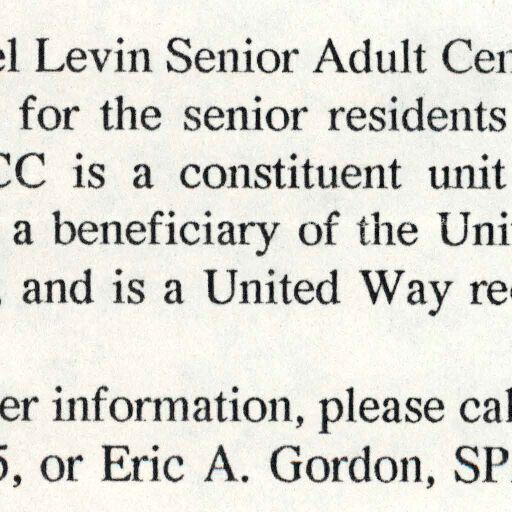 el Levin Senior Adult Cen
for the senior residents
CC is a constituent unit
a beneficiary of the Uni
, and is a United Way re
er information, please cal
5, or Eric A. Gordon, SP